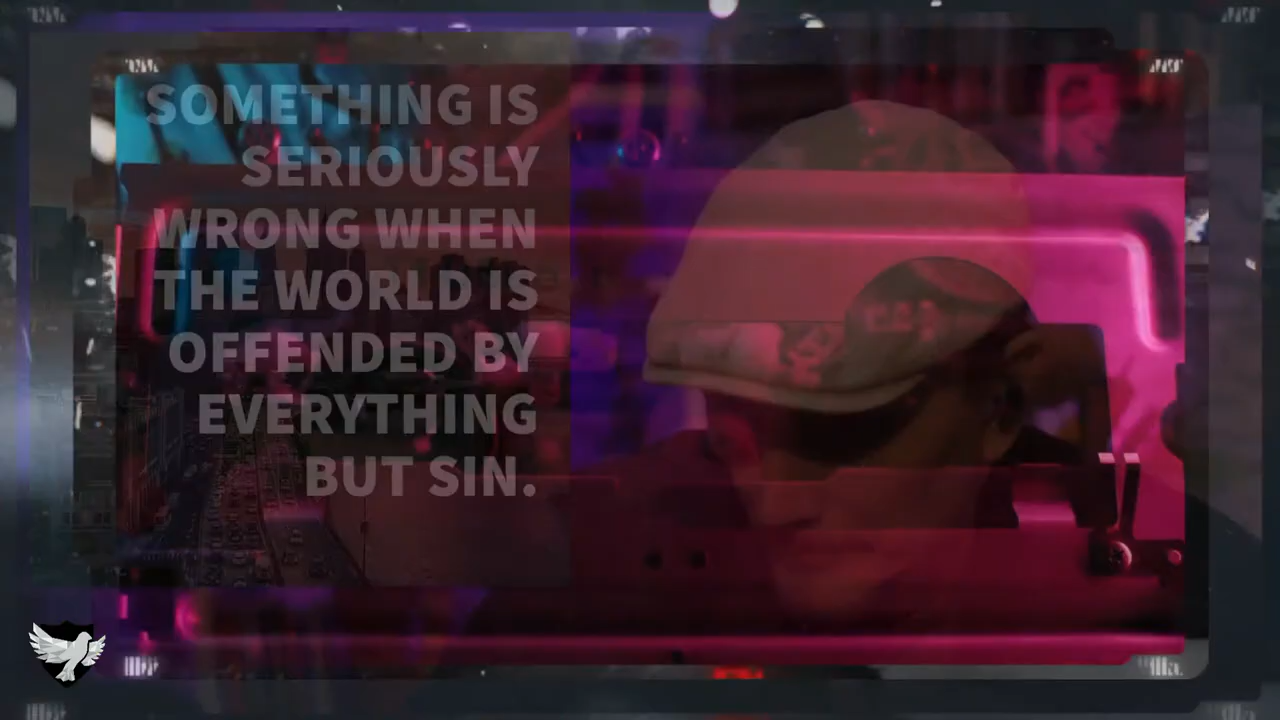 SOMETHING IS
SERIOUSLY
WRONG WHEN
THE WORLD IS
OFFENDED BY
EVERYTHING
BUT SIN.